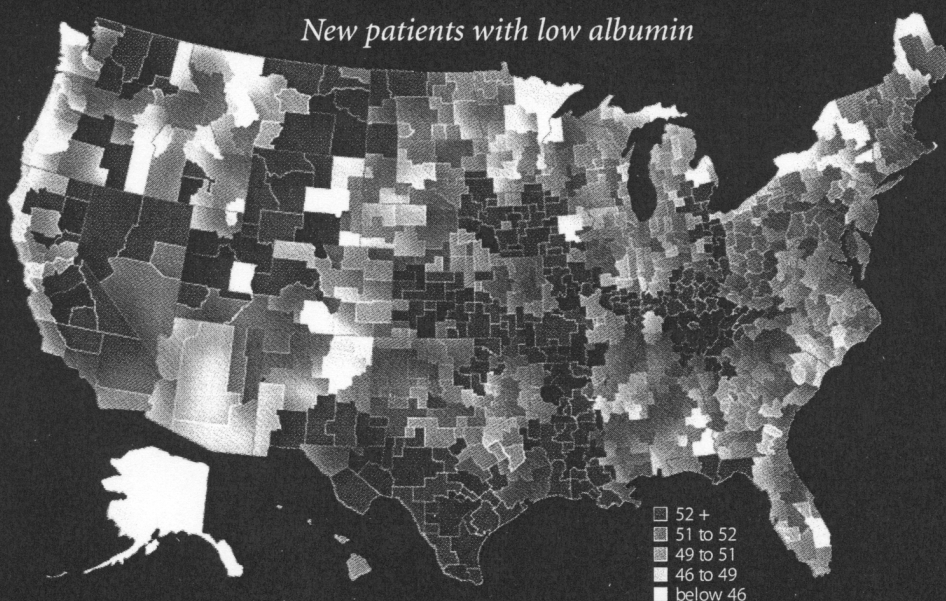 New patients with low albumin
52 +
51 to 52
49 to 51
46 to 49
below 46